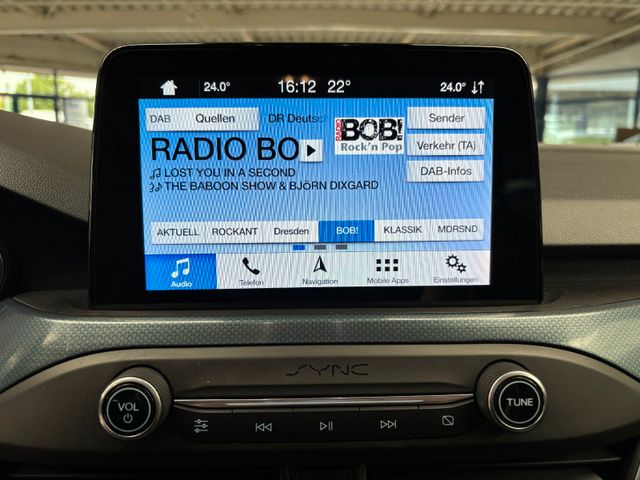 24.0° 16:12 22° 24.0°
DAB Quellen DR Deutsch Sender
RADIO BOB! Rock'n Pop
RADIO BO Verkehr (TA)
LOST YOU IN A SECOND DAB-Infos
THE BABOON SHOW & BJÖRN DIXGARD
AKTUELL ROCKANT Dresden BOB! KLASSIK MDRSND
Audio Telefon Navigation Mobile Apps Einstellungen
SYNC
VOL TUNE